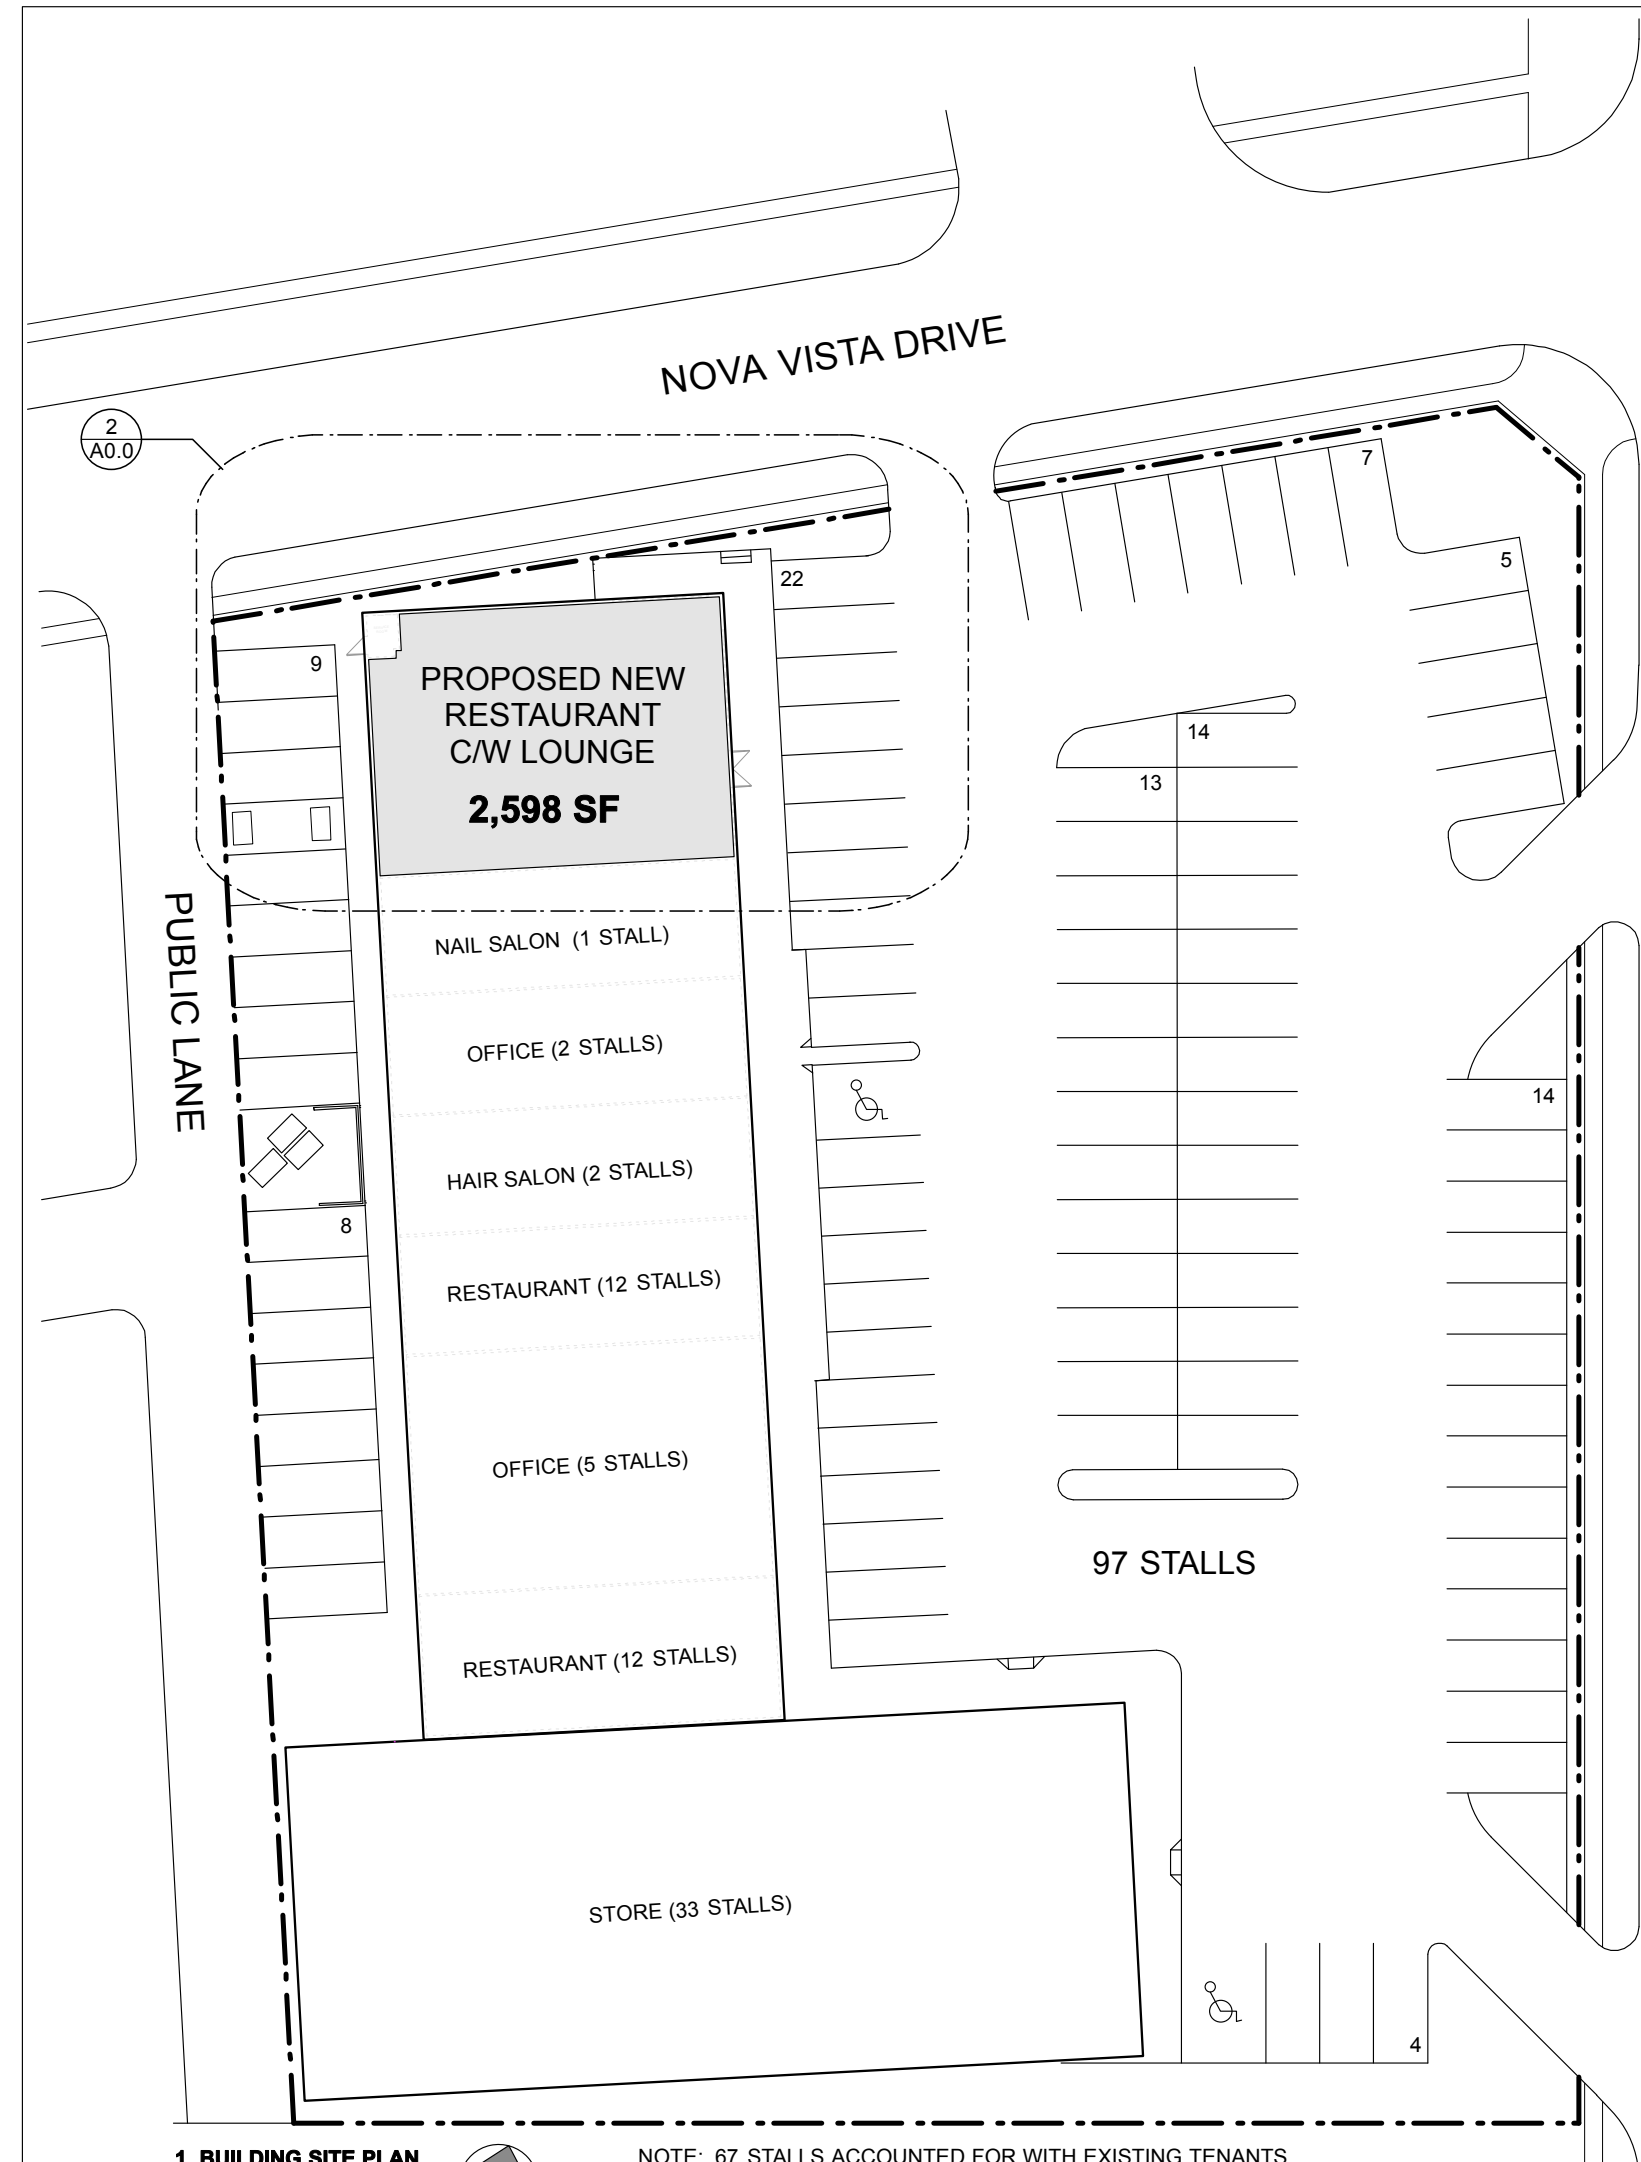 NOVA VISTA DRIVE
2
A0.0
7
5
22
9
PROPOSED NEW
RESTAURANT
C/W LOUNGE
2,598 SF
14
13
PUBLIC LANE
NAIL SALON (1 STALL)
OFFICE (2 STALLS)
14
HAIR SALON (2 STALLS)
8
RESTAURANT (12 STALLS)
OFFICE (5 STALLS)
97 STALLS
RESTAURANT (12 STALLS)
STORE (33 STALLS)
4
1 BUILDING SITE PLAN
NOTE: 67 STALLS ACCOUNTED FOR WITH EXISTING TENANTS